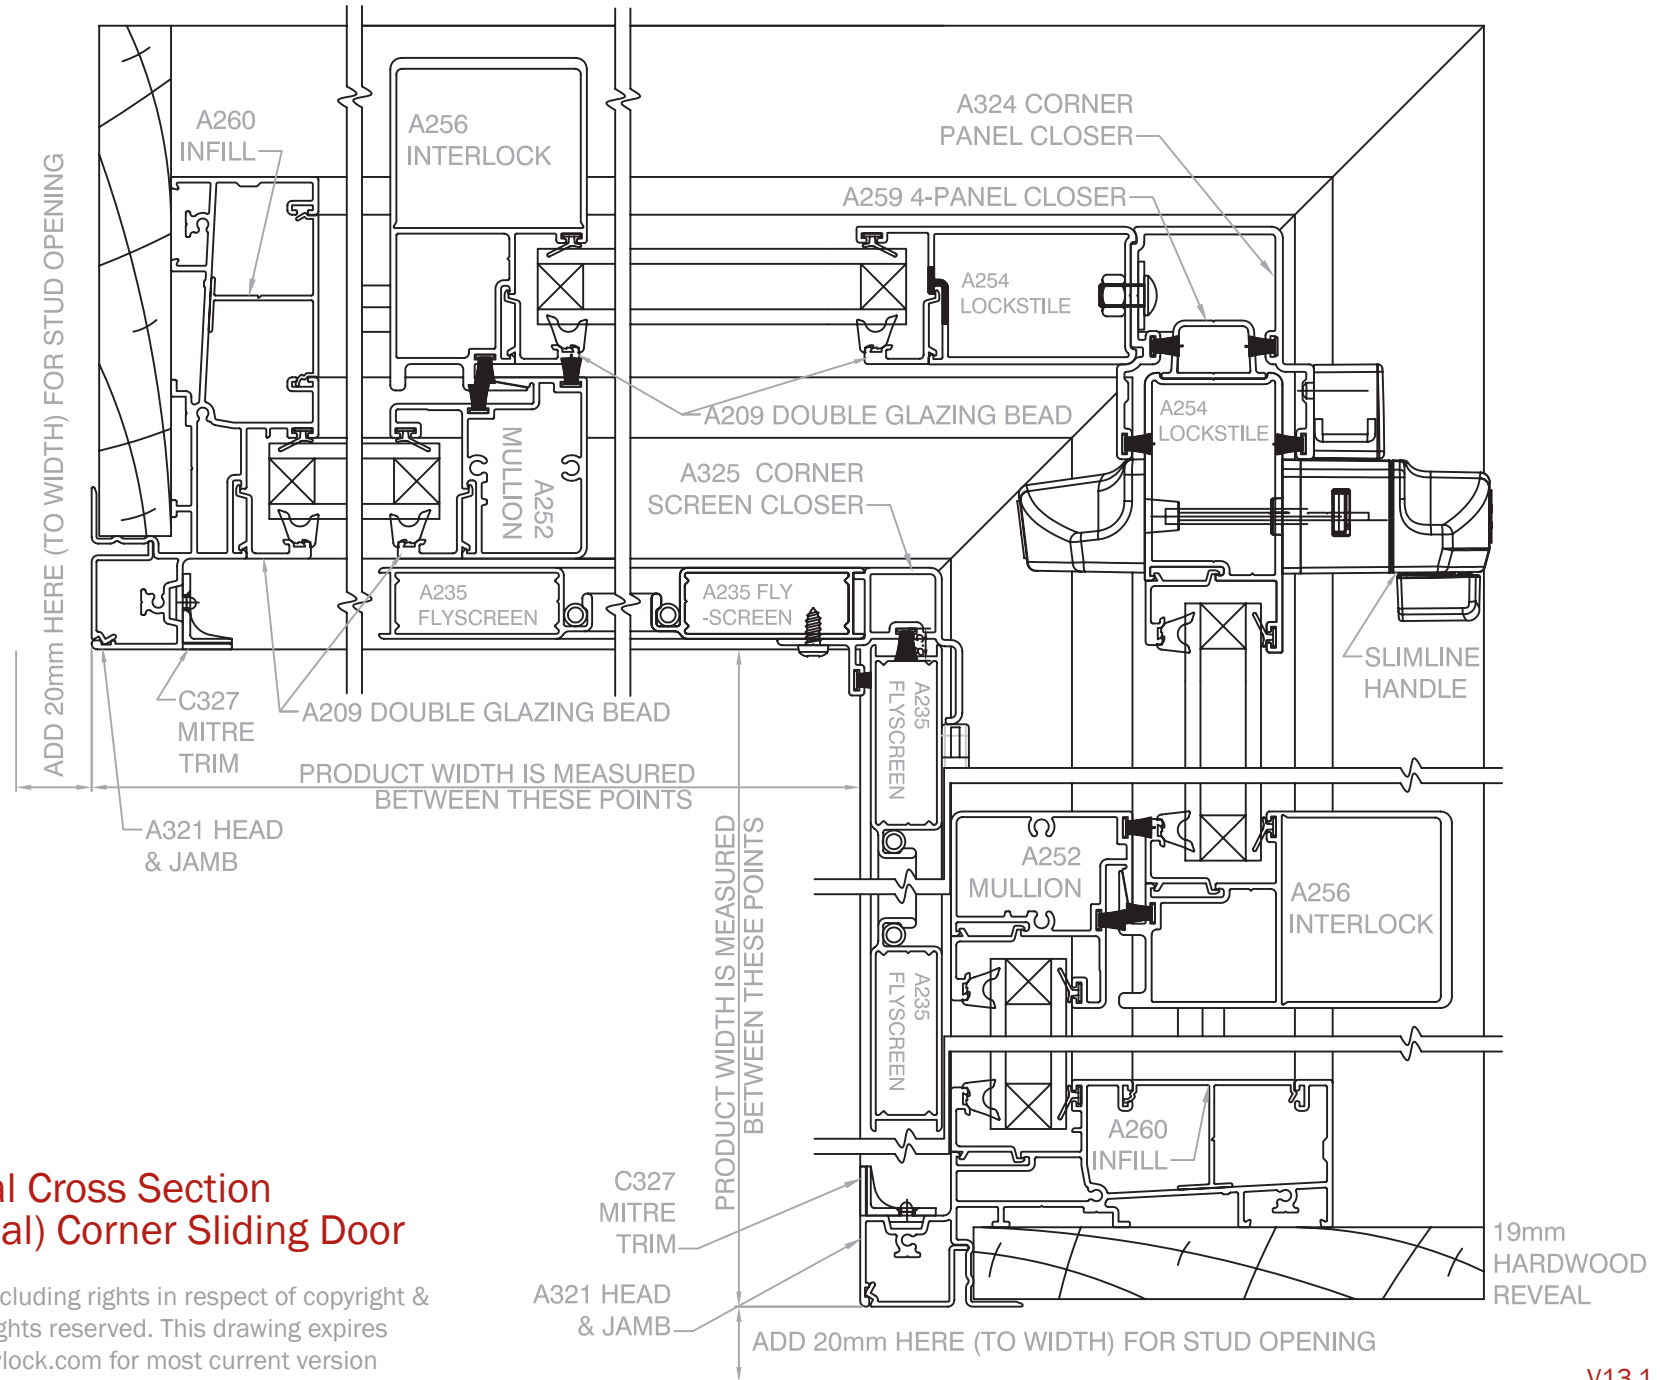 A324 CORNER
PANEL CLOSER
A260
INFILL
A256
INTERLOCK
A259 4-PANEL CLOSER
ADD 20mm HERE (TO WIDTH) FOR STUD OPENING
A254
LOCKSTILE
A209 DOUBLE GLAZING BEAD
A254
LOCKSTILE
A252
MULLION
A325 CORNER
SCREEN CLOSER
A235
FLYSCREEN
A235 FLY
-SCREEN
8.5
SLIMLINE
HANDLE
C327
MITRE
TRIM
A209 DOUBLE GLAZING BEAD
A235
FLYSCREEN
PRODUCT WIDTH IS MEASURED
BETWEEN THESE POINTS
A321 HEAD
& JAMB
PRODUCT WIDTH IS MEASURED
BETWEEN THESE POINTS
A252
MULLION
A256
INTERLOCK
A235
FLYSCREEN
A260
INFILL
C327
MITRE
TRIM
al Cross Section
al) Corner Sliding Door
19mm
HARDWOOD
REVEAL
cluding rights in respect of copyright &
ghts reserved. This drawing expires
ylock.com for most current version
A321 HEAD
& JAMB
ADD 20mm HERE (TO WIDTH) FOR STUD OPENING
V13.1